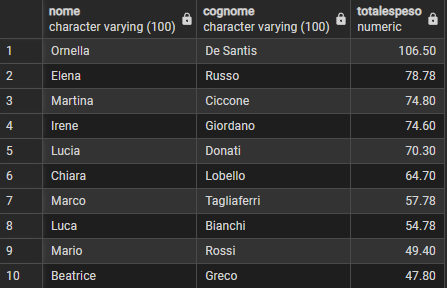 nome cognome totalespeso
character varying (100) character varying (100) numeric
1 Ornella De Santis 106.50
2 Elena Russo 78.78
3 Martina Ciccone 74.80
4 Irene Giordano 74.60
5 Lucia Donati 70.30
6 Chiara Lobello 64.70
7 Marco Tagliaferri 57.78
8 Luca Bianchi 54.78
9 Mario Rossi 49.40
10 Beatrice Greco 47.80